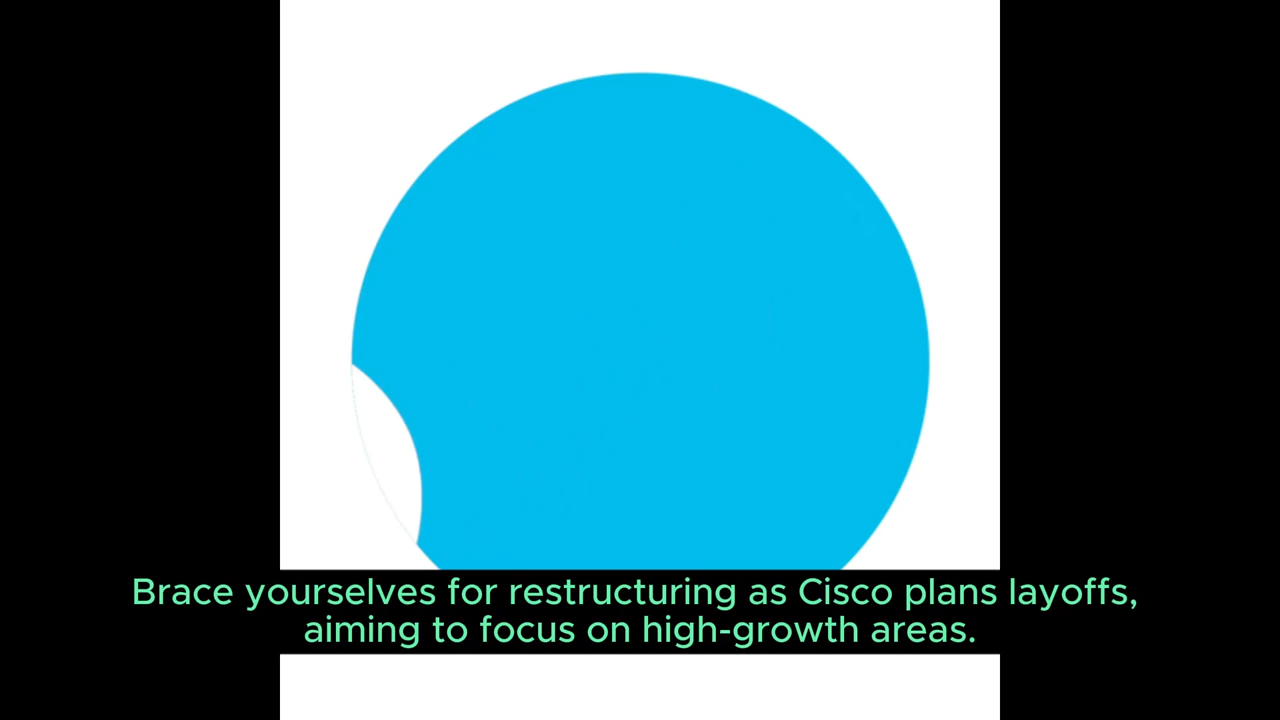 Brace yourselves for restructuring as Cisco plans layoffs,
aiming to focus on high-growth areas.